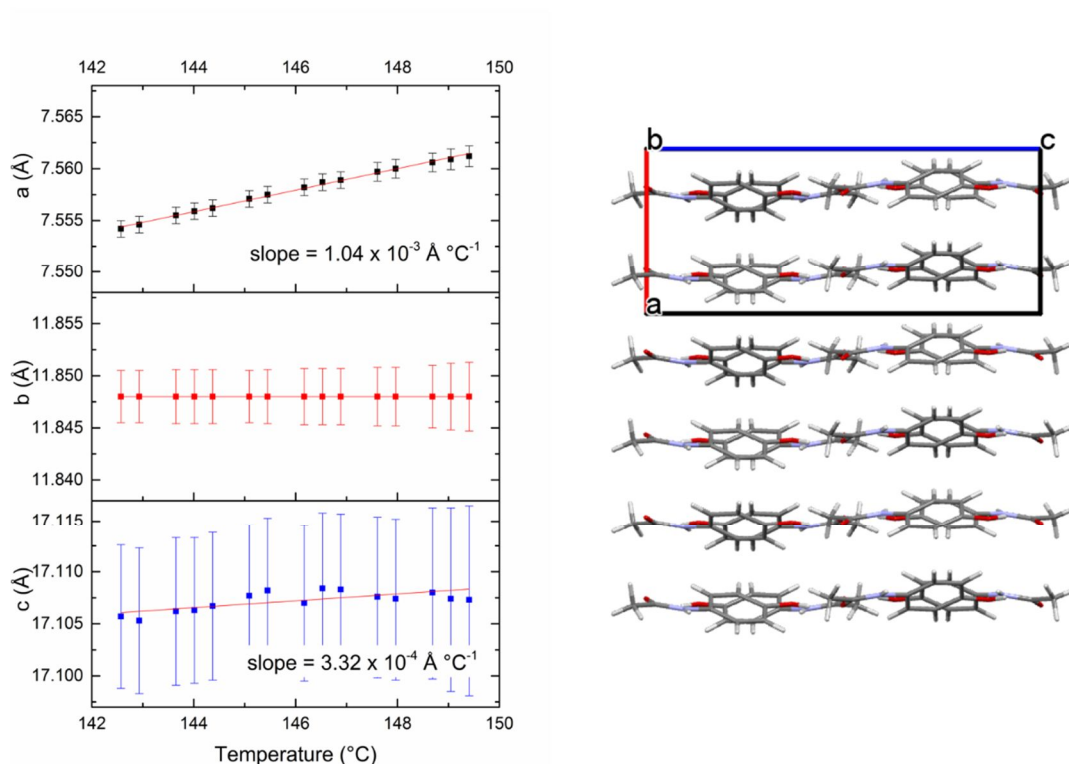 142 144 146 148 150
7.565
7.560
7.555
7.550
a (Å)
slope = 1.04 x 10⁻³ Å °C⁻¹
11.855
11.850
11.845
11.840
b (Å)
17.115
17.110
17.105
17.100
c (Å)
slope = 3.32 x 10⁻⁴ Å °C⁻¹
142 144 146 148 150
Temperature (°C)
b c
a